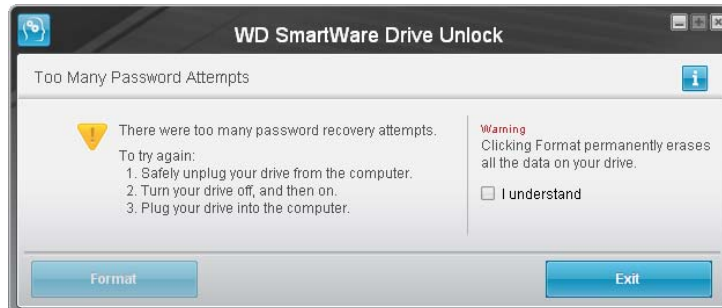 WD SmartWare Drive Unlock
Too Many Password Attempts
There were too many password recovery attempts.
To try again:
1. Safely unplug your drive from the computer.
2. Turn your drive off, and then on.
3. Plug your drive into the computer.
Warning
Clicking Format permanently erases
all the data on your drive.
I understand
Format
Exit